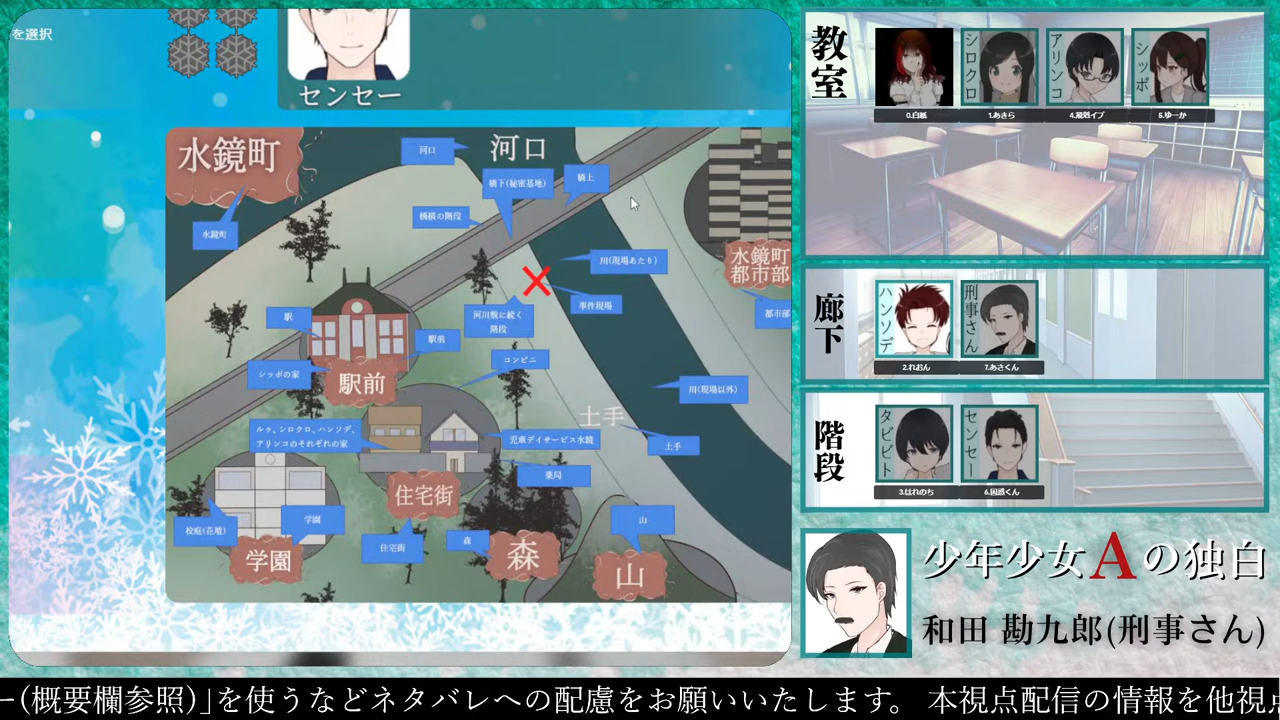 を選択
センセー
水鏡町
水鏡町
河口
河口
橋下(秘密基地)
橋上
橋横の階段
川(現場あたり)
水鏡町
都市部
都市部
事件現場
河川敷に続く
階段
駅
駅前
コンビニ
シッポの家
駅前
川(現場以外)
土手
土手
ルゥ、シロクロ、ハンソデ、
アリンコのそれぞれの家
児童デイサービス水鏡
薬局
住宅街
校庭(花壇)
学園
学園
住宅街
森
森
山
山
教室
シロクロ
アリンコ
シッポ
0.白紙
1.あきら
5.ゆーか
廊下
ハンソデ
刑事さん
2.れおん
7.あさくん
階段
タビビト
センセー
3.はれのち
6.困惑くん
少年少女Aの独白
和田 勘九郎(刑事さん)
ー(概要欄参照)」を使うなどネタバレへの配慮をお願いいたします。 本視点配信の情報を他視点